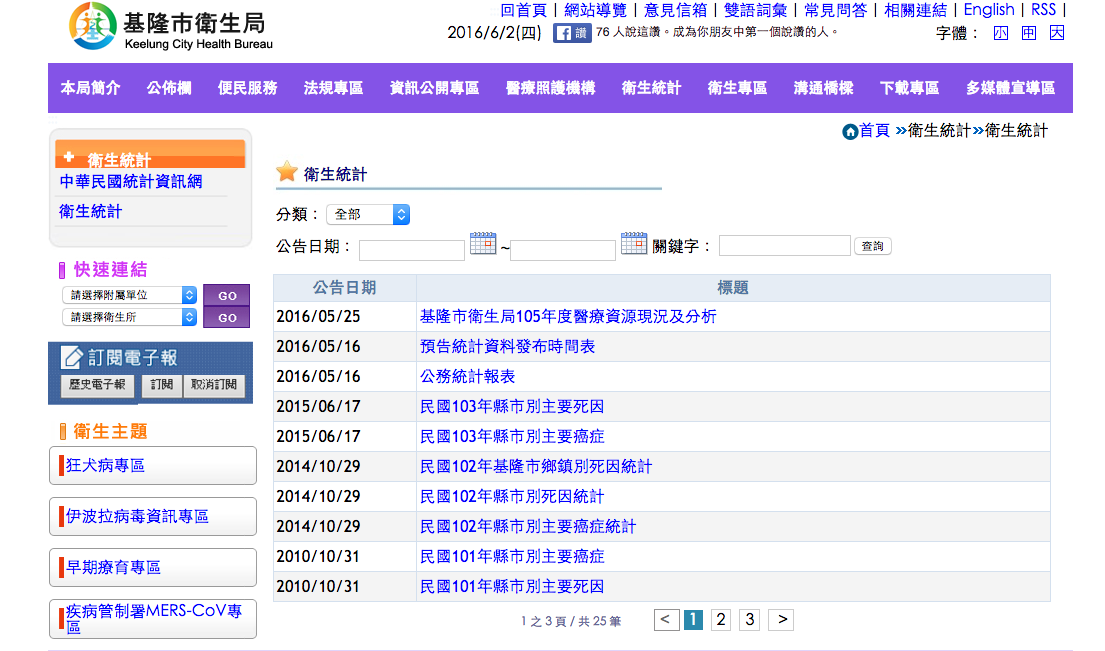 基隆市衛生局
Keelung City Health Bureau
回首頁 | 網站導覽 | 意見信箱 | 雙語詞彙 | 常見問答 | 相關連結 | English | RSS |
2016/6/2(四) 讚 76 人說這讚。成為你朋友中第一個說讚的人。 字體： 小 中 大
本局簡介 公佈欄 便民服務 法規專區 資訊公開專區 醫療照護機構 衛生統計 衛生專區 溝通橋樑 下載專區 多媒體宣導區
首頁 »衛生統計»衛生統計
衛生統計
中華民國統計資訊網
衛生統計
快速連結
請選擇附屬單位 GO
請選擇衛生所 GO
訂閱電子報
歷史電子報 訂閱 取消訂閱
衛生主題
狂犬病專區
伊波拉病毒資訊專區
早期療育專區
疾病管制署MERS-CoV專
區
衛生統計
分類： 全部
公告日期： ~ 關鍵字： 查詢
公告日期 標題
2016/05/25 基隆市衛生局105年度醫療資源現況及分析
2016/05/16 預告統計資料發布時間表
2016/05/16 公務統計報表
2015/06/17 民國103年縣市別主要死因
2015/06/17 民國103年縣市別主要癌症
2014/10/29 民國102年基隆市鄉鎮別死因統計
2014/10/29 民國102年縣市別死因統計
2014/10/29 民國102年縣市別主要癌症統計
2010/10/31 民國101年縣市別主要癌症
2010/10/31 民國101年縣市別主要死因
1 之 3 頁 / 共 25 筆 < 1 2 3 >